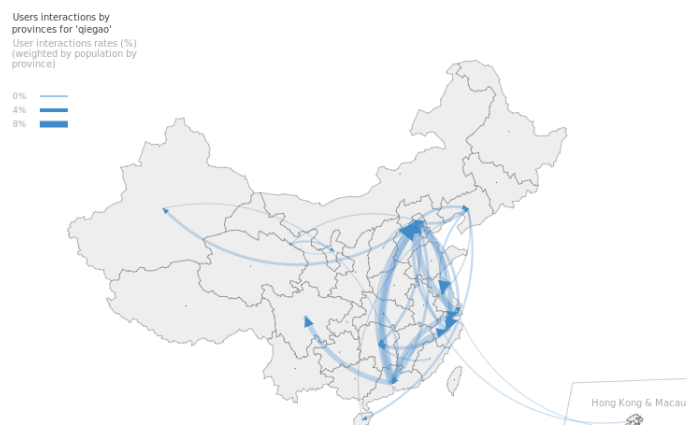 Users interactions by
provinces for 'qiegao'
User interactions rates (%)
(weighted by population by
province)
0%
4%
8%
Hong Kong & Macau